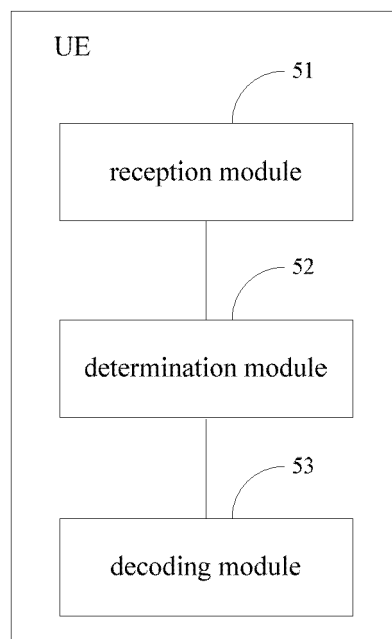 UE
51
reception module
52
determination module
53
decoding module